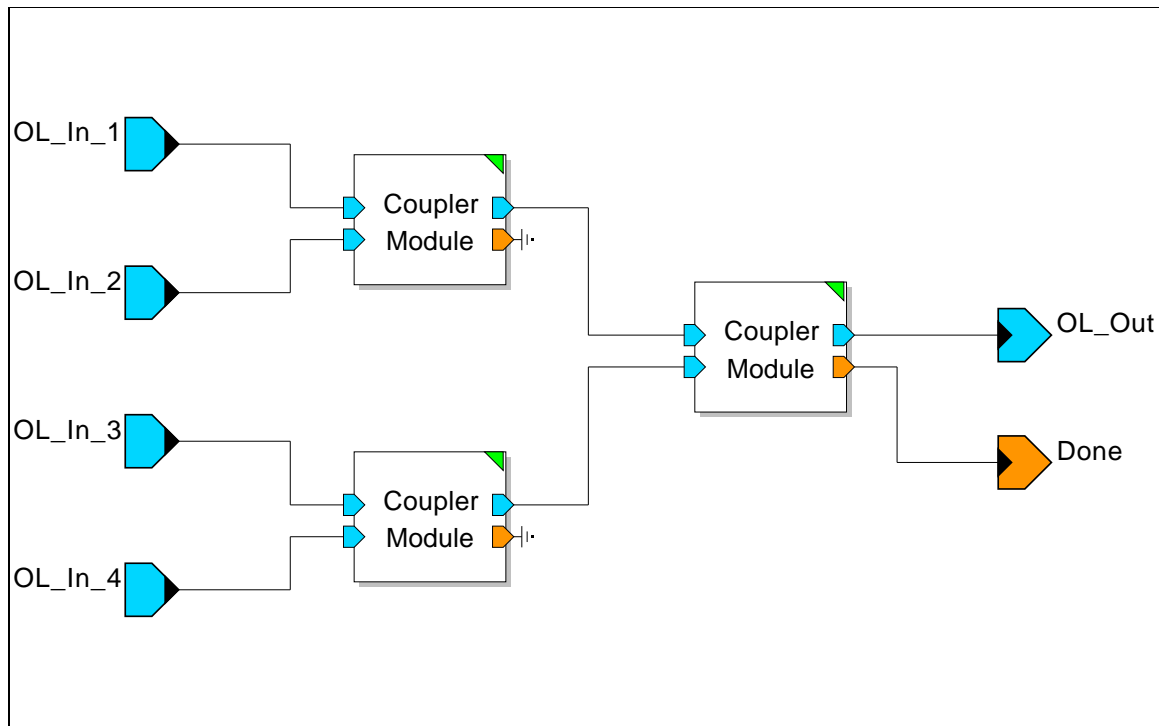 OL_In_1
Coupler
Module
OL_In_2
Coupler
Module
OL_Out
OL_In_3
Done
Coupler
Module
OL_In_4